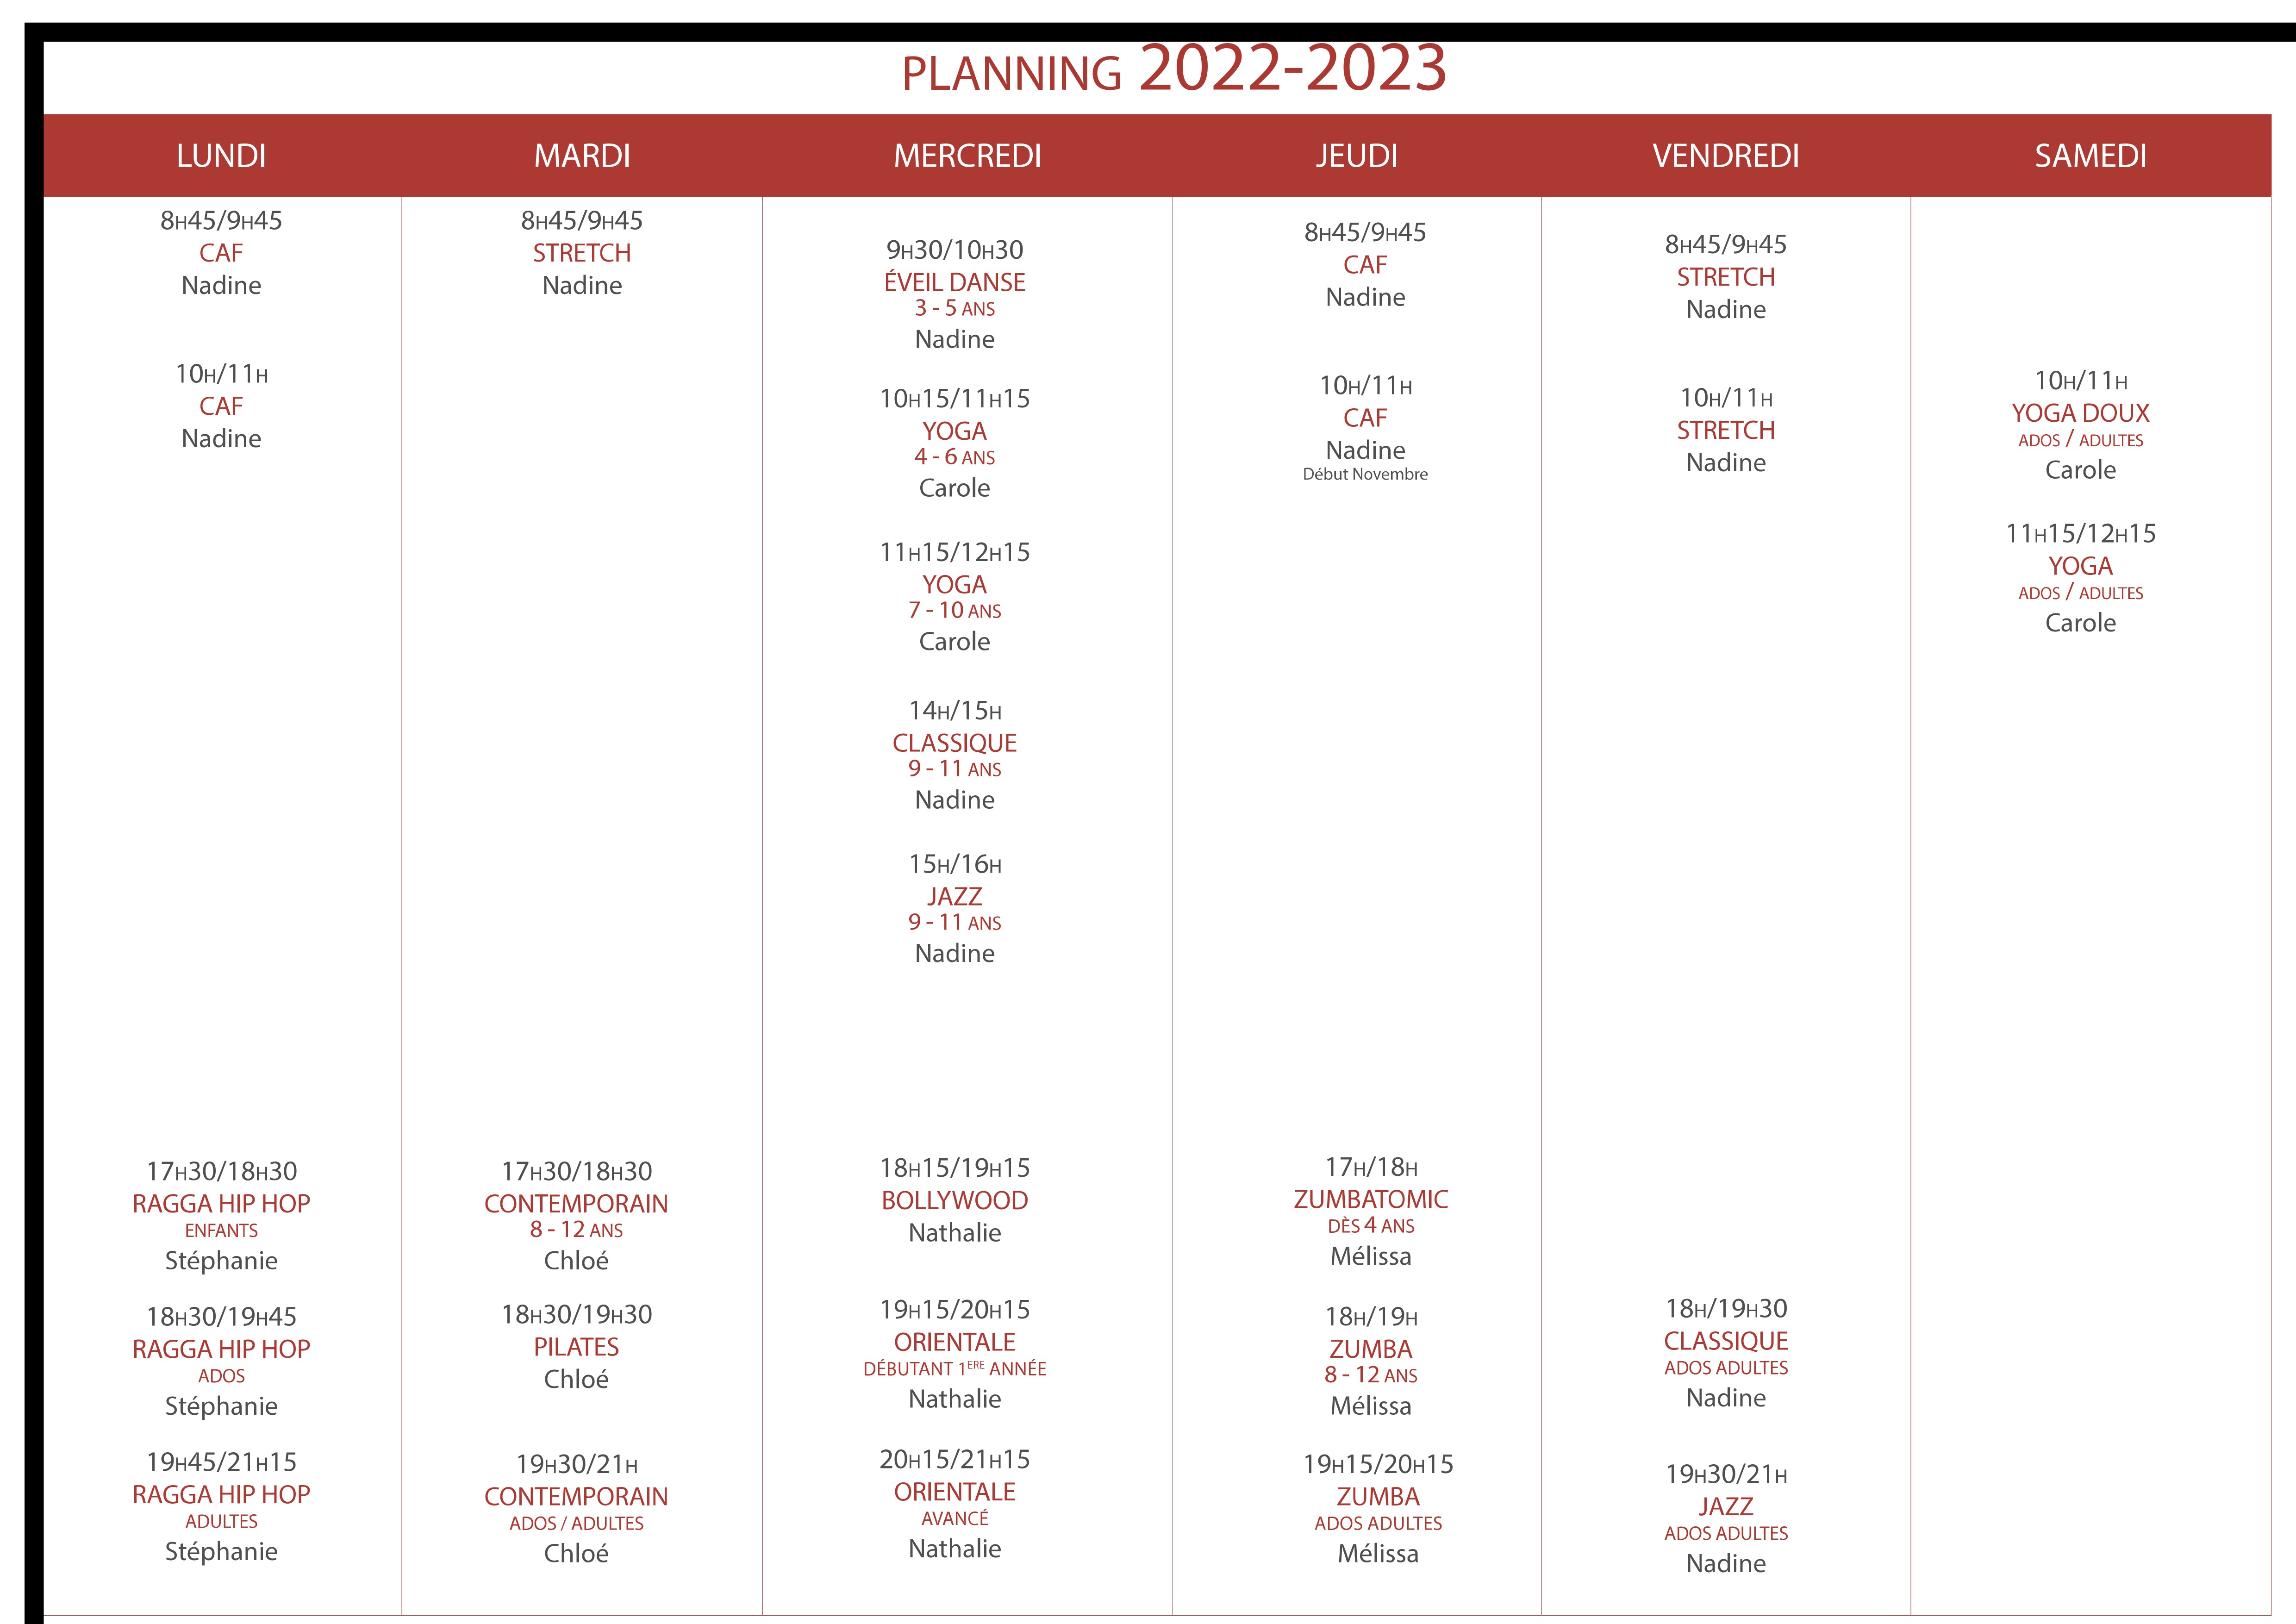 PLANNING 2022-2023
LUNDI
MARDI
MERCREDI
JEUDI
VENDREDI
SAMEDI
8H45/9H45
CAF
Nadine
10H/11H
CAF
Nadine
17H30/18H30
RAGGA HIP HOP
ENFANTS
Stéphanie
18H30/19H45
RAGGA HIP HOP
ADOS
Stéphanie
19H45/21H15
RAGGA HIP HOP
ADULTES
Stéphanie
8H45/9H45
STRETCH
Nadine
17H30/18H30
CONTEMPORAIN
8 - 12 ANS
Chloé
18H30/19H30
PILATES
Chloé
19H30/21H
CONTEMPORAIN
ADOS / ADULTES
Chloé
9H30/10H30
ÉVEIL DANSE
3 - 5 ANS
Nadine
10H15/11H15
YOGA
4 - 6 ANS
Carole
11H15/12H15
YOGA
7 - 10 ANS
Carole
14H/15H
CLASSIQUE
9 - 11 ANS
Nadine
15H/16H
JAZZ
9 - 11 ANS
Nadine
18H15/19H15
BOLLYWOOD
Nathalie
19H15/20H15
ORIENTALE
DÉBUTANT 1ERE ANNÉE
Nathalie
20H15/21H15
ORIENTALE
AVANCÉ
Nathalie
8H45/9H45
CAF
Nadine
10H/11H
CAF
Nadine
Début Novembre
17H/18H
ZUMBATOMIC
DÈS 4 ANS
Mélissa
18H/19H
ZUMBA
8 - 12 ANS
Mélissa
19H15/20H15
ZUMBA
ADOS ADULTES
Mélissa
8H45/9H45
STRETCH
Nadine
10H/11H
STRETCH
Nadine
18H/19H30
CLASSIQUE
ADOS ADULTES
Nadine
19H30/21H
JAZZ
ADOS ADULTES
Nadine
10H/11H
YOGA DOUX
ADOS / ADULTES
Carole
11H15/12H15
YOGA
ADOS / ADULTES
Carole